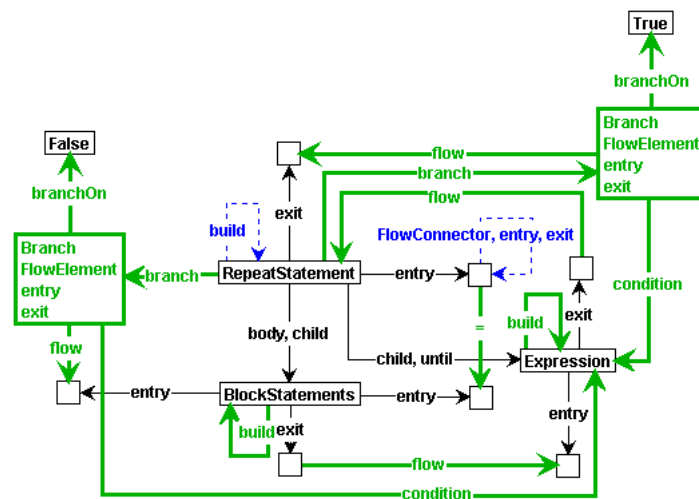 True
branchOn
Branch
FlowElement
entry
exit
False
flow
branch
branchOn
flow
exit
build
FlowConnector, entry, exit
Branch
FlowElement
entry
exit
branch
RepeatStatement
entry
condition
exit
build
=
flow
body, child
child, until
Expression
entry
BlockStatements
entry
entry
build
exit
flow
condition